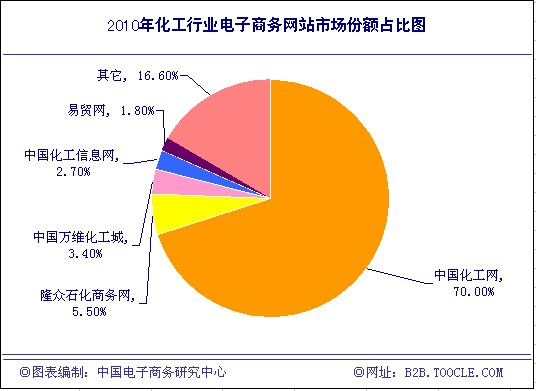 2010年化工行业电子商务网站市场份额占比图
其它, 16.60%
易贸网, 1.80%
中国化工信息网,
2.70%
中国万维化工城,
3.40%
隆众石化商务网,
5.50%
中国化工网,
70.00%
◎图表编制: 中国电子商务研究中心
◎网址: B2B.TOOCLE.COM